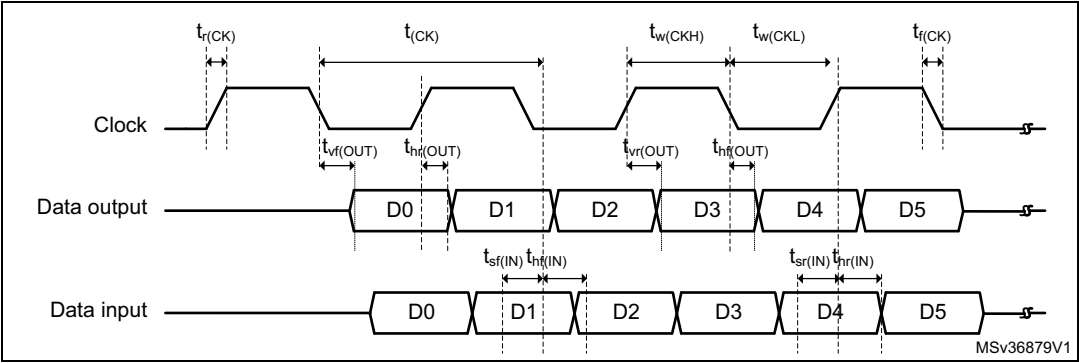 tr(CK) t(CK) tw(CKH) tw(CKL) tf(CK)
Clock
tvf(OUT) thr(OUT) tvr(OUT) thf(OUT)
Data output D0 D1 D2 D3 D4 D5
tsf(IN) thf(IN) tsr(IN) thr(IN)
Data input D0 D1 D2 D3 D4 D5
MSv36879V1